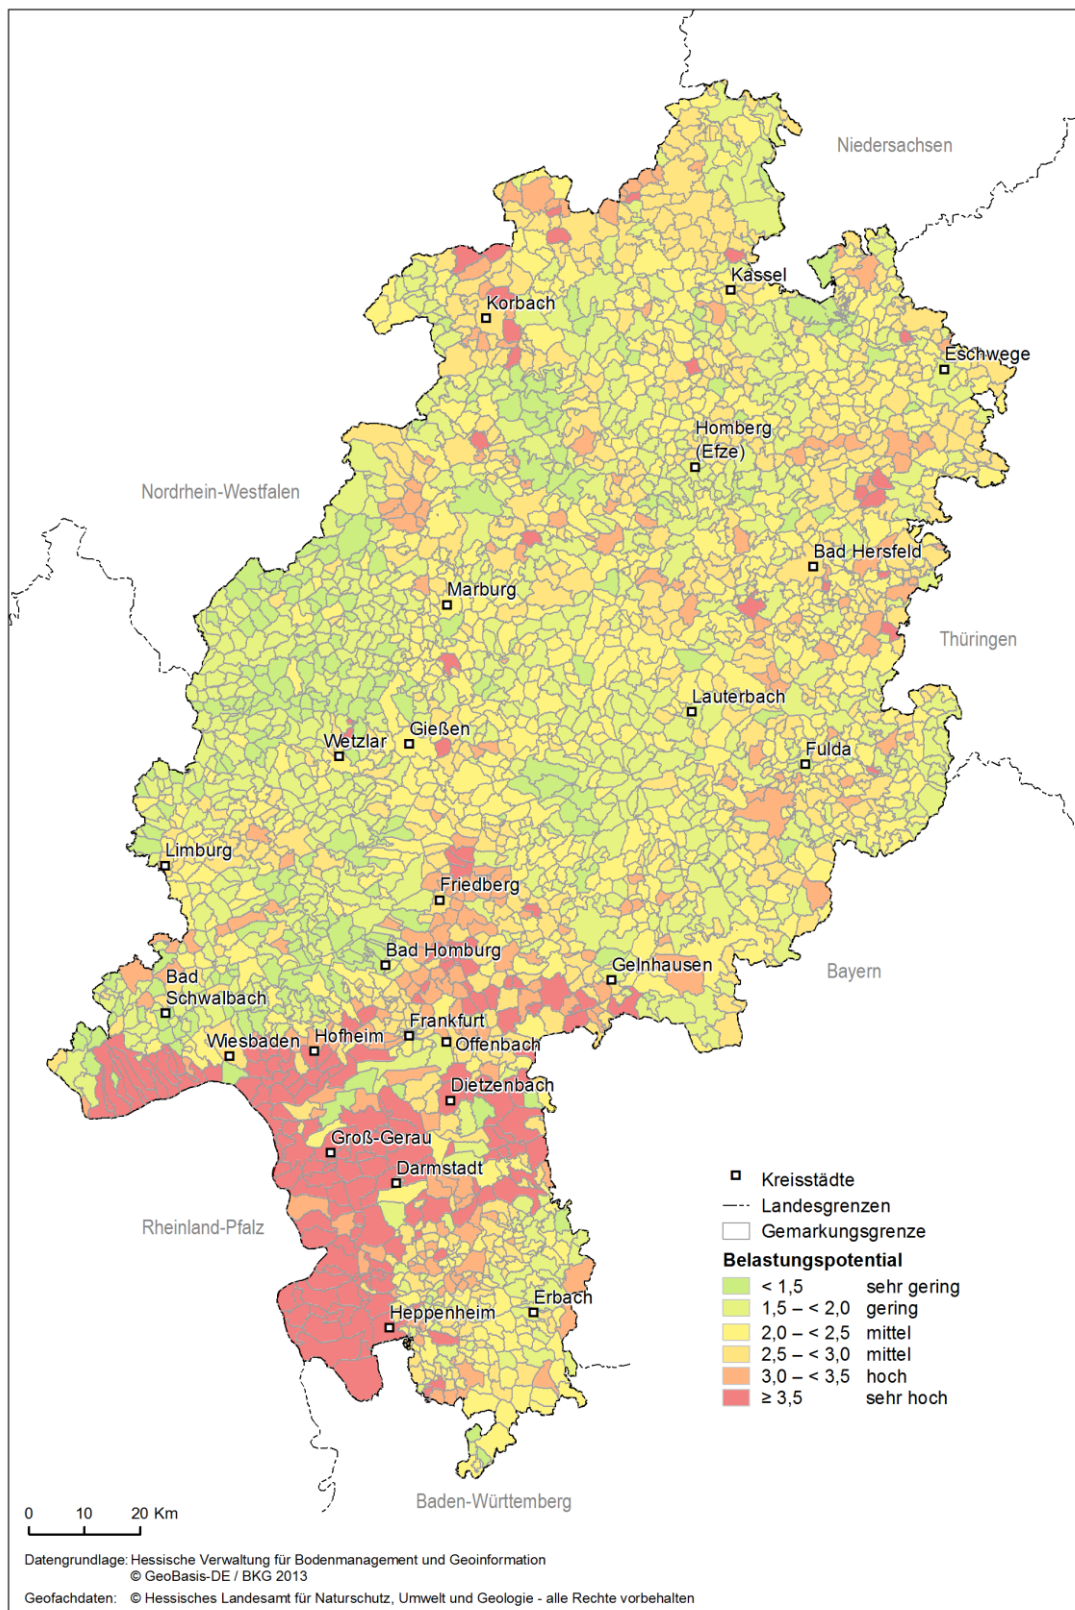 Niedersachsen
Kassel
Korbach
Eschwege
Homberg
(Efze)
Nordrhein-Westfalen
Bad Hersfeld
Marburg
Thüringen
Lauterbach
Gießen
Wetzlar
Fulda
Limburg
Friedberg
Bad Homburg
Gelnhausen
Bayern
Bad
Schwalbach
Frankfurt
Hofheim
Wiesbaden
Offenbach
Dietzenbach
Groß-Gerau
Darmstadt
Rheinland-Pfalz
Erbach
Heppenheim
Baden-Württemberg
Kreisstädte
Landesgrenzen
Gemarkungsgrenze
Belastungspotential
< 1,5 sehr gering
1,5 – < 2,0 gering
2,0 – < 2,5 mittel
2,5 – < 3,0 mittel
3,0 – < 3,5 hoch
≥ 3,5 sehr hoch
0 10 20 Km
Datengrundlage: Hessische Verwaltung für Bodenmanagement und Geoinformation
© GeoBasis-DE / BKG 2013
Geofachdaten: © Hessisches Landesamt für Naturschutz, Umwelt und Geologie - alle Rechte vorbehalten